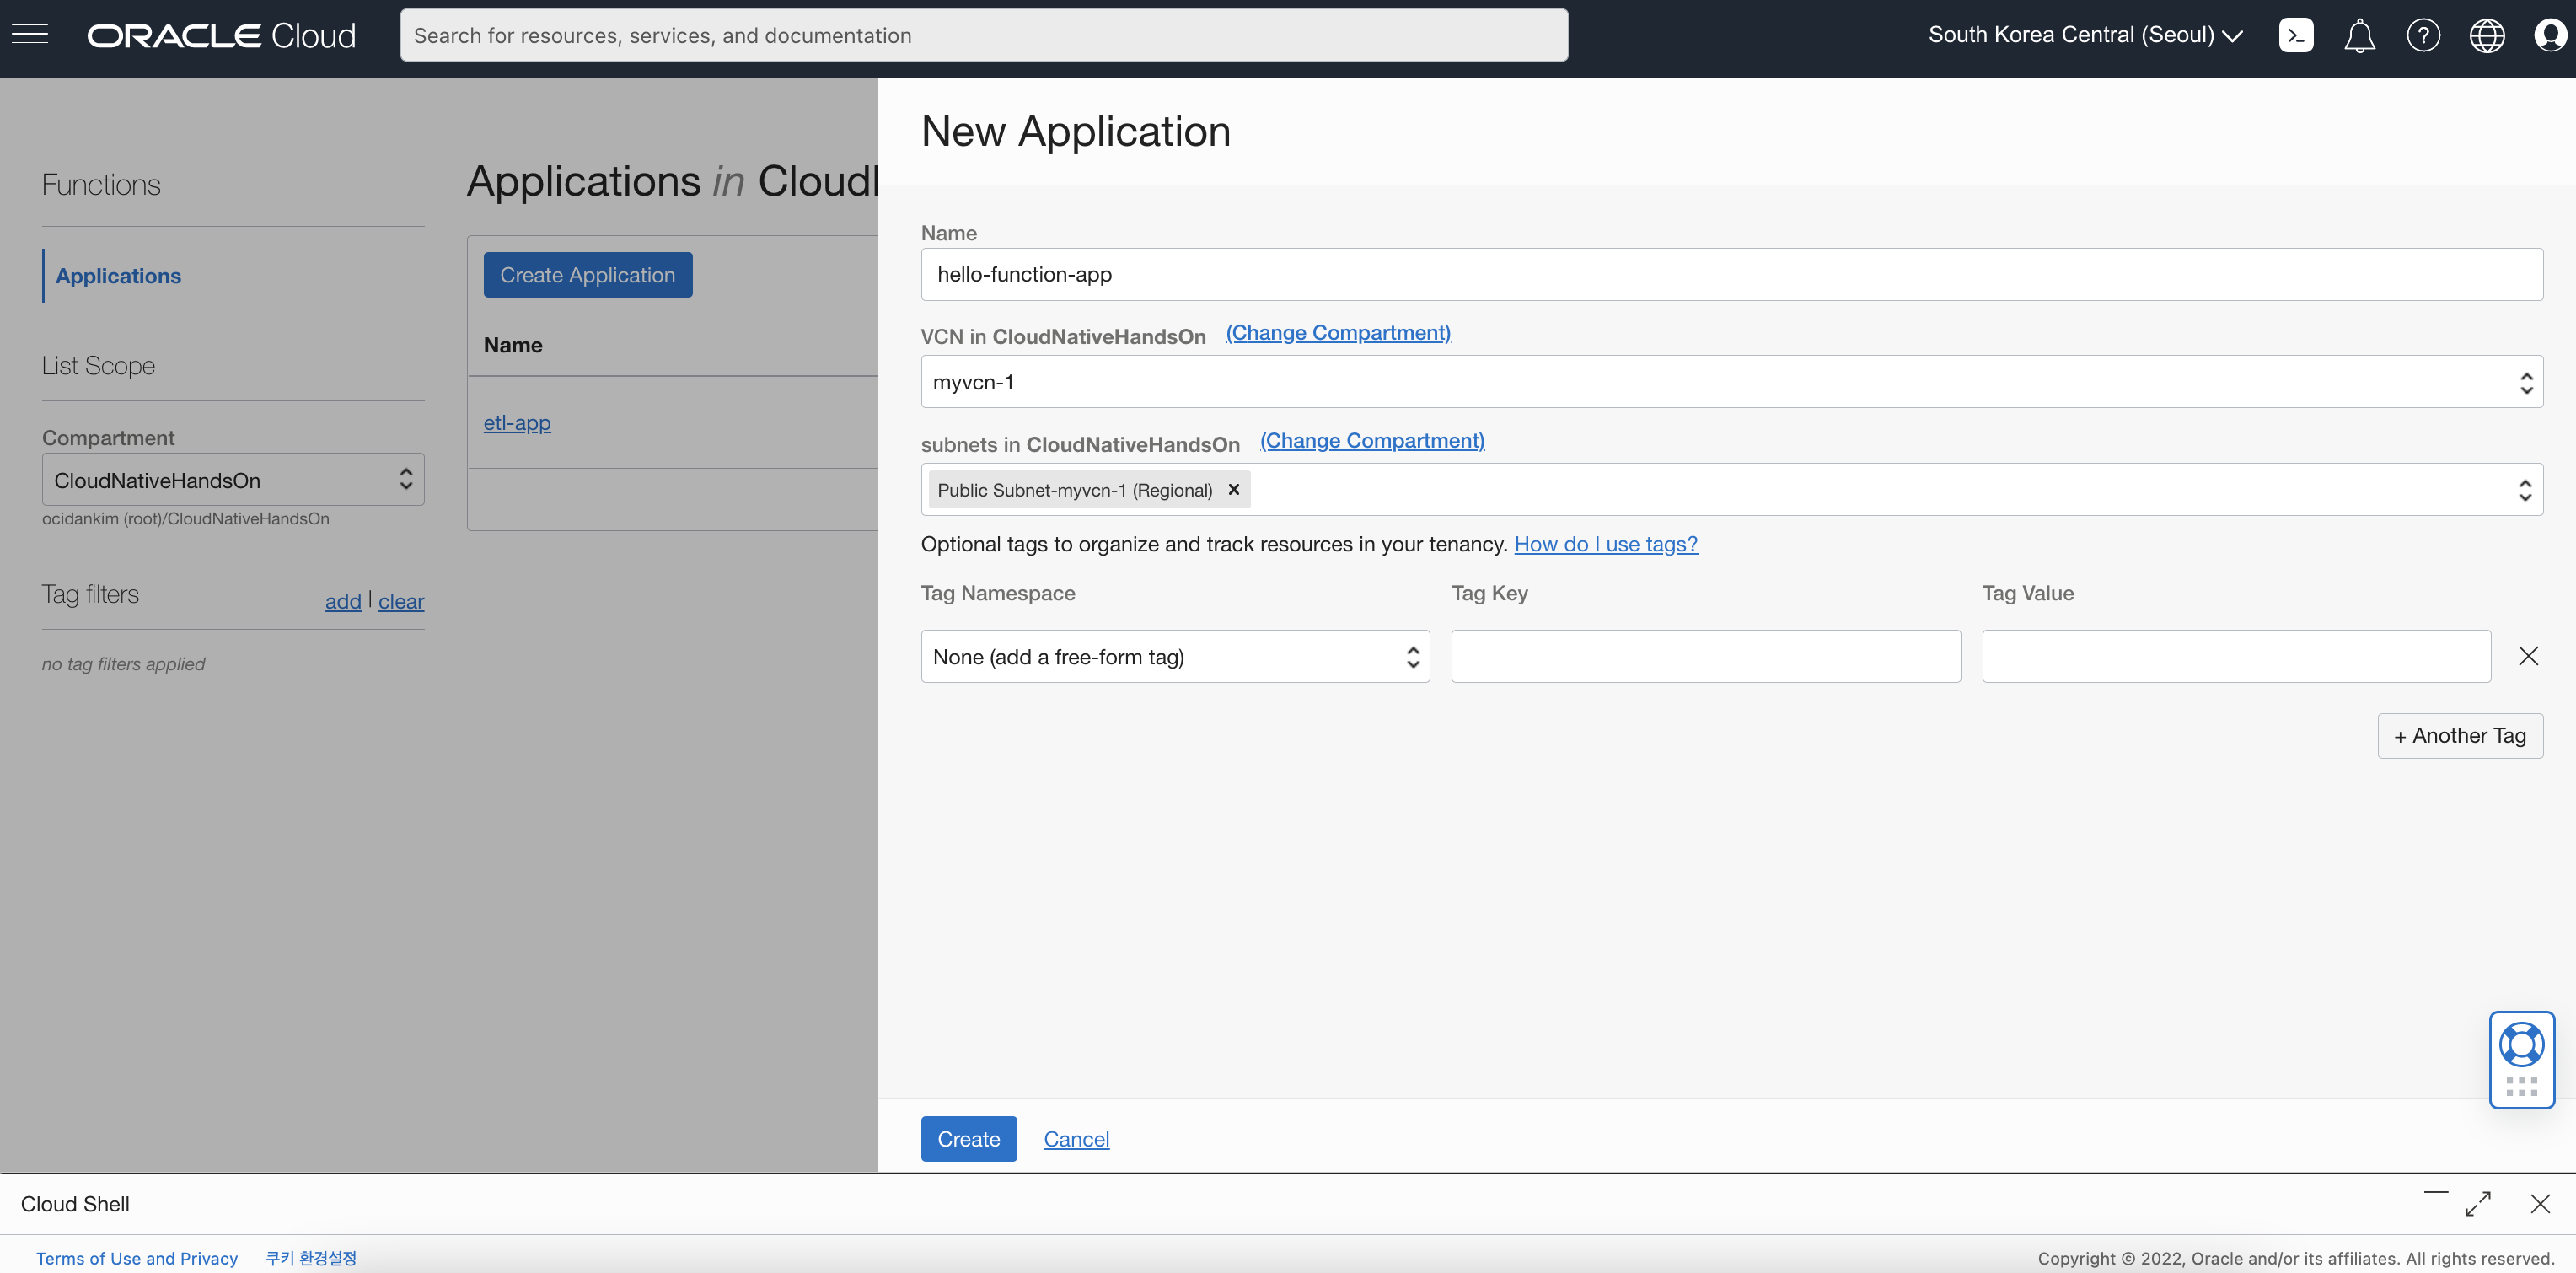 ORACLE Cloud
Search for resources, services, and documentation
South Korea Central (Seoul)
Functions
Applications
List Scope
Compartment
CloudNativeHandsOn
ocidankim (root)/CloudNativeHandsOn
Tag filters
add | clear
no tag filters applied
Applications in Cloud
Create Application
Name
etl-app
New Application
Name
hello-function-app
VCN in CloudNativeHandsOn (Change Compartment)
myvcn-1
subnets in CloudNativeHandsOn (Change Compartment)
Public Subnet-myvcn-1 (Regional)
Optional tags to organize and track resources in your tenancy. How do I use tags?
Tag Namespace Tag Key Tag Value
None (add a free-form tag)
+ Another Tag
Create Cancel
Cloud Shell
Terms of Use and Privacy 쿠키 환경설정
Copyright © 2022, Oracle and/or its affiliates. All rights reserved.